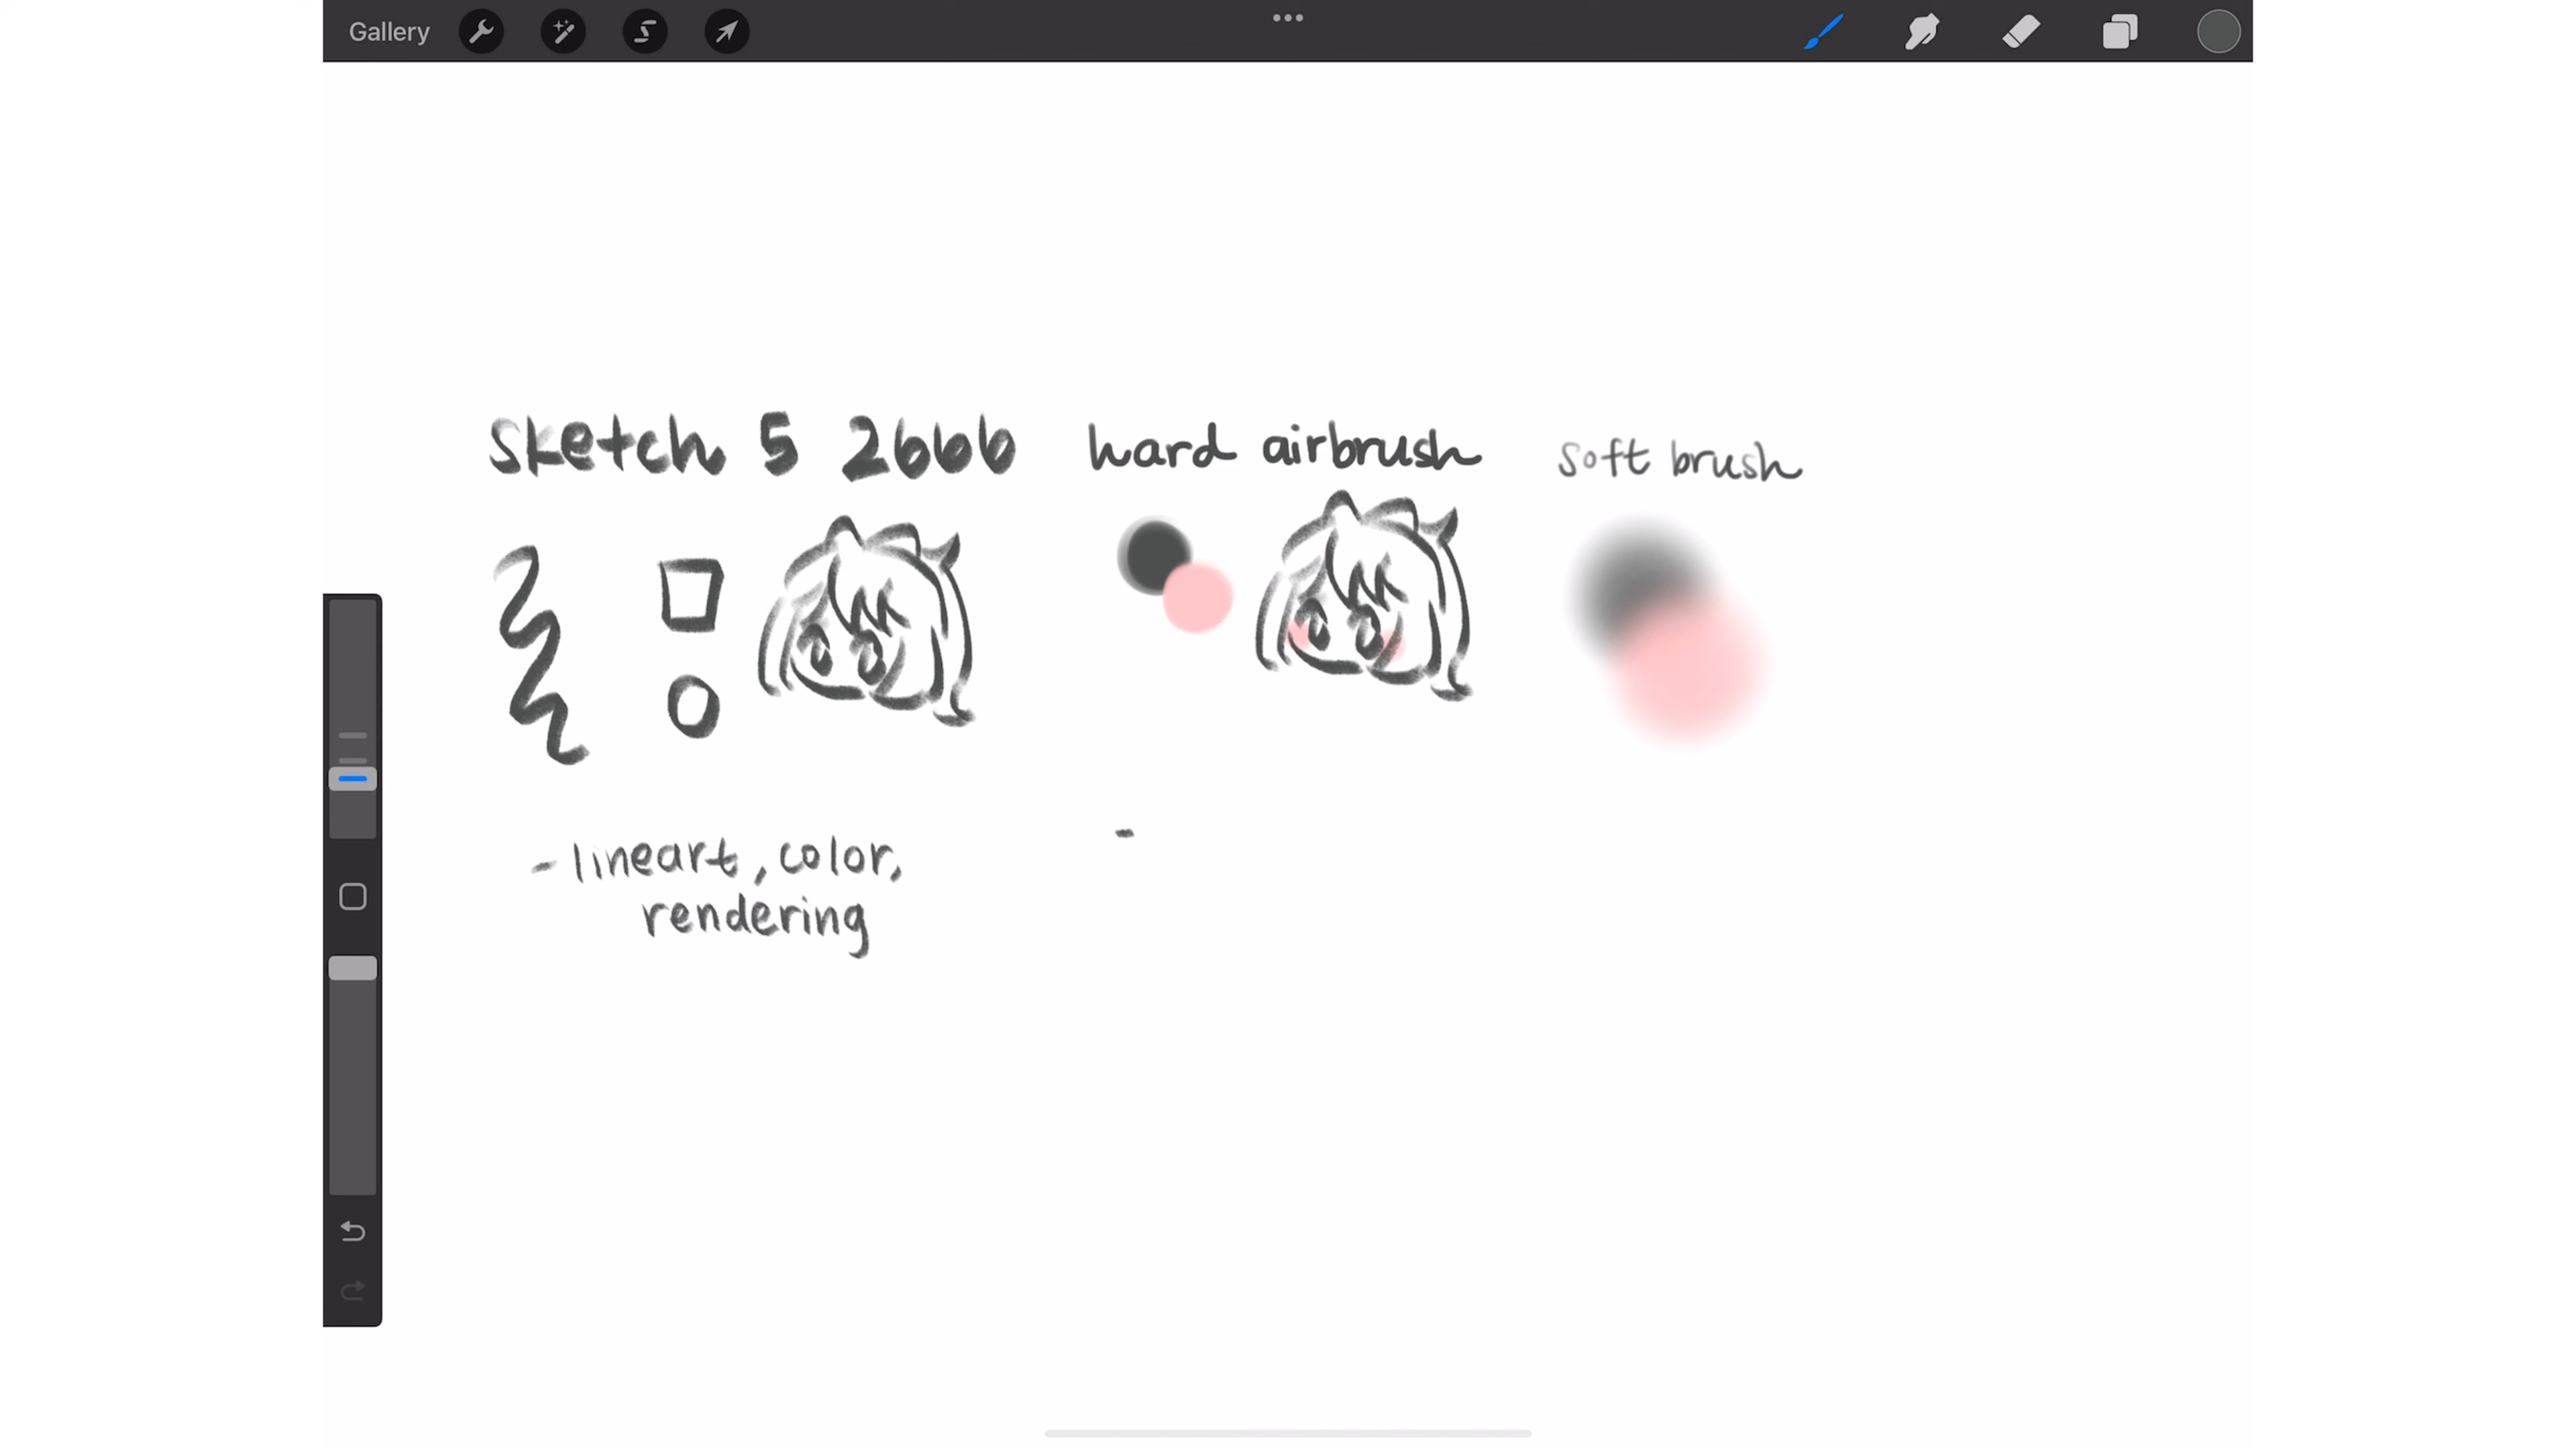 Gallery
sketch 5 2666
hard airbrush
soft brush
- lineart, color,
rendering
-